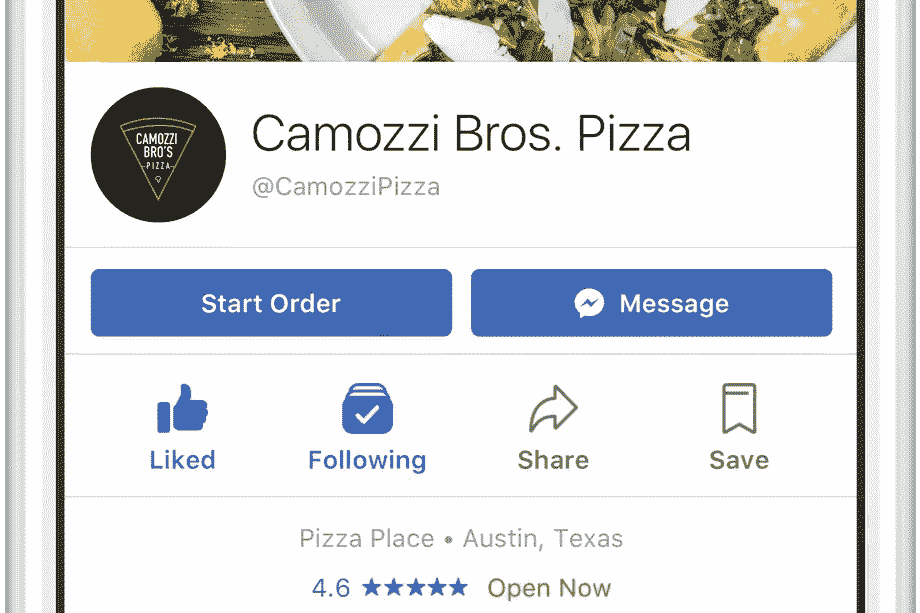 CAMOZZI
BRO'S
PIZZA
Camozzi Bros. Pizza
@CamozziPizza
Start Order
Message
Liked
Following
Share
Save
Pizza Place • Austin, Texas
4.6 ★★★★★ Open Now